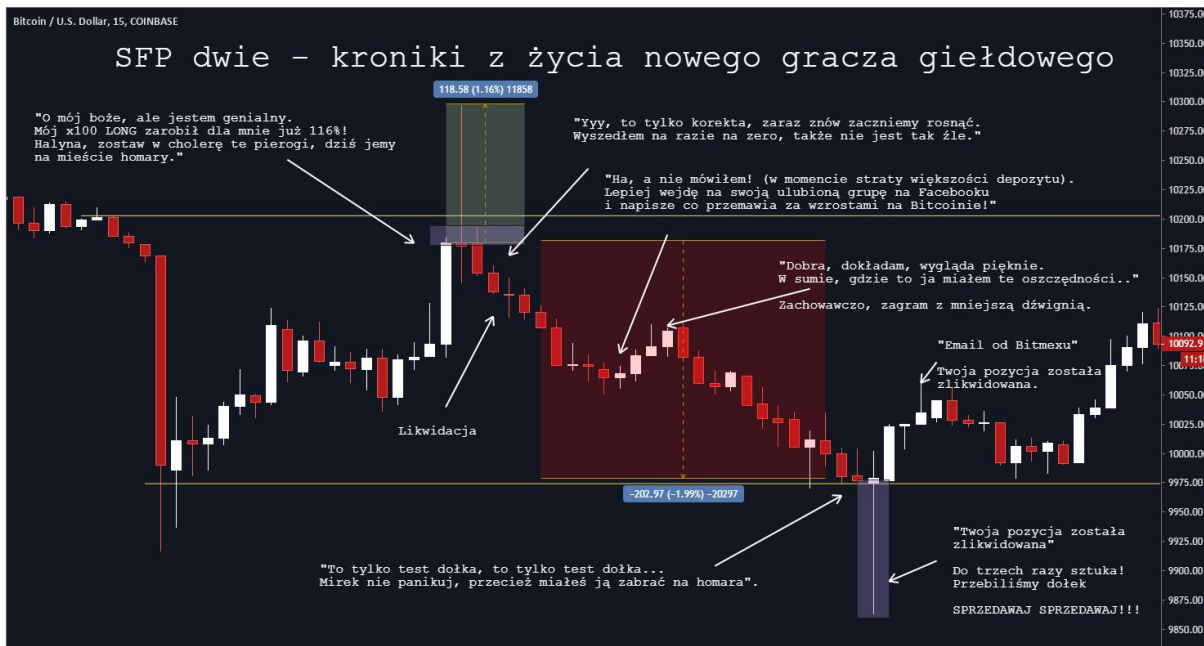 Bitcoin / U.S. Dollar, 15, COINBASE
SFP dwie - kroniki z życia nowego gracza giełdowego
118.58 (1.16%) 11858
"O mój boże, ale jestem genialny.
Mój x100 LONG zarobił dla mnie już 116%!
Halyna, zostaw w cholerę te pierogi, dziś jemy
na mieście homary."
"Yyy, to tylko korekta, zaraz znów zaczniemy rosnąć.
Wyszedłem na razie na zero, także nie jest tak źle."
"Ha, a nie mówiłem! (w momencie straty większości depozytu).
Lepiej wejdę na swoją ulubioną grupę na Facebooku
i napisze co przemawia za wzrostami na Bitcoinie!"
"Dobra, dokładam, wygląda pięknie.
W sumie, gdzie to ja miałem te oszczędności.."
Zachowawczo, zagram z mniejszą dźwignią.
"Email od Bitmexu"
Twoja pozycja została
zlikwidowana.
Likwidacja
-202.97 (-1.99%) -20297
"To tylko test dołka, to tylko test dołka...
Mirek nie panikuj, przecież miałeś ją zabrać na homara".
"Twoja pozycja została
zlikwidowana"
Do trzech razy sztuka!
Przebiliśmy dołek
SPRZEDAWAJ SPRZEDAWAJ!!!
10375.00
10350.00
10325.00
10300.00
10275.00
10250.00
10225.00
10200.00
10175.00
10150.00
10125.00
10100.00
10092.9
11:18
10075.00
10050.00
10025.00
10000.00
9975.00
9950.00
9925.00
9900.00
9875.00
9850.00